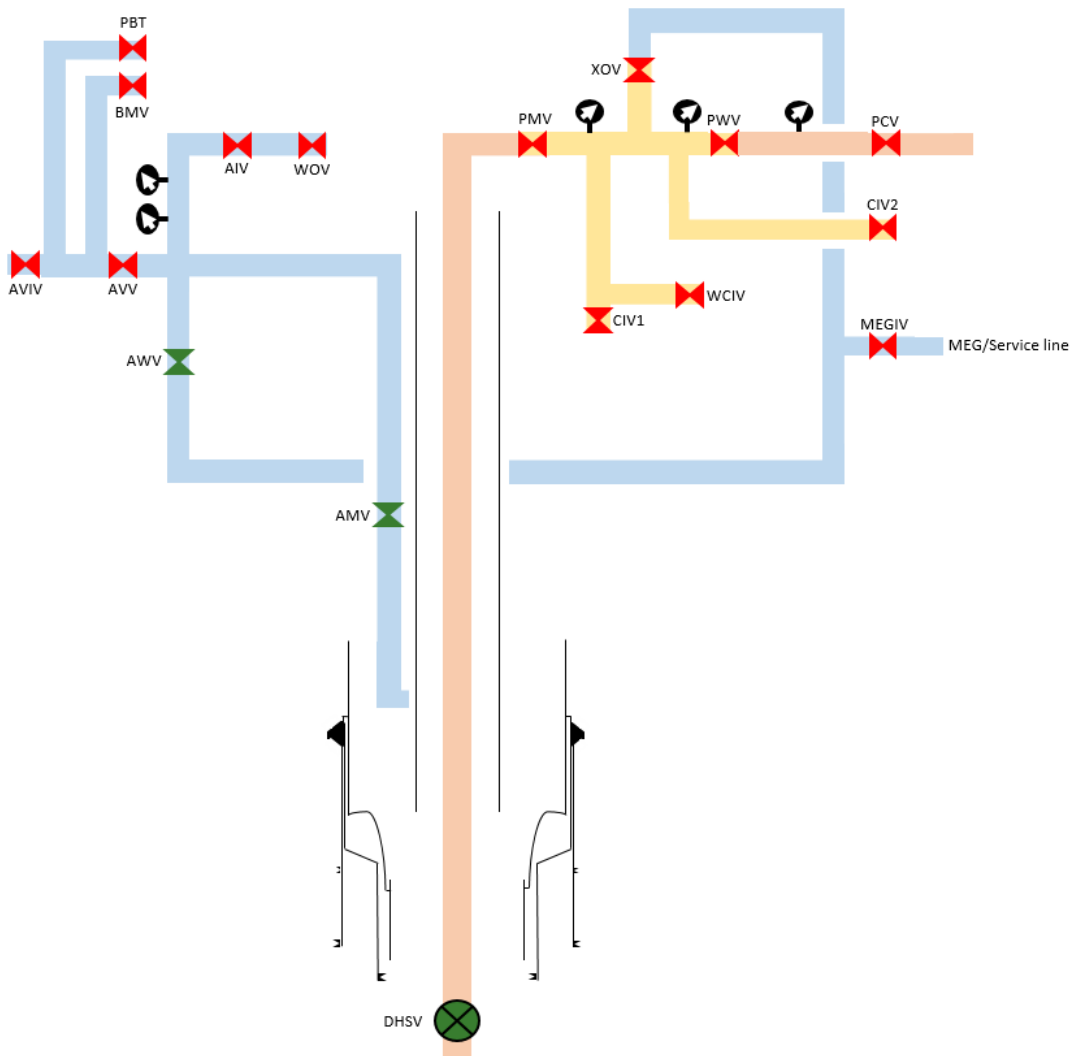 PBT
BMV
AIV
WOV
AVIV
AVV
AWV
AMV
XOV
PMV
PWV
PCV
CIV2
WCIV
CIV1
MEGIV
MEG/Service line
DHSV